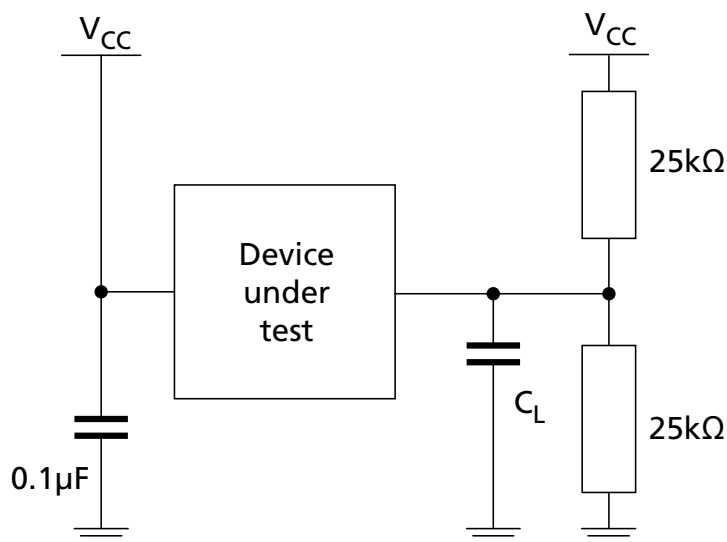 VCC
VCC
25kΩ
Device
under
test
CL
25kΩ
0.1µF